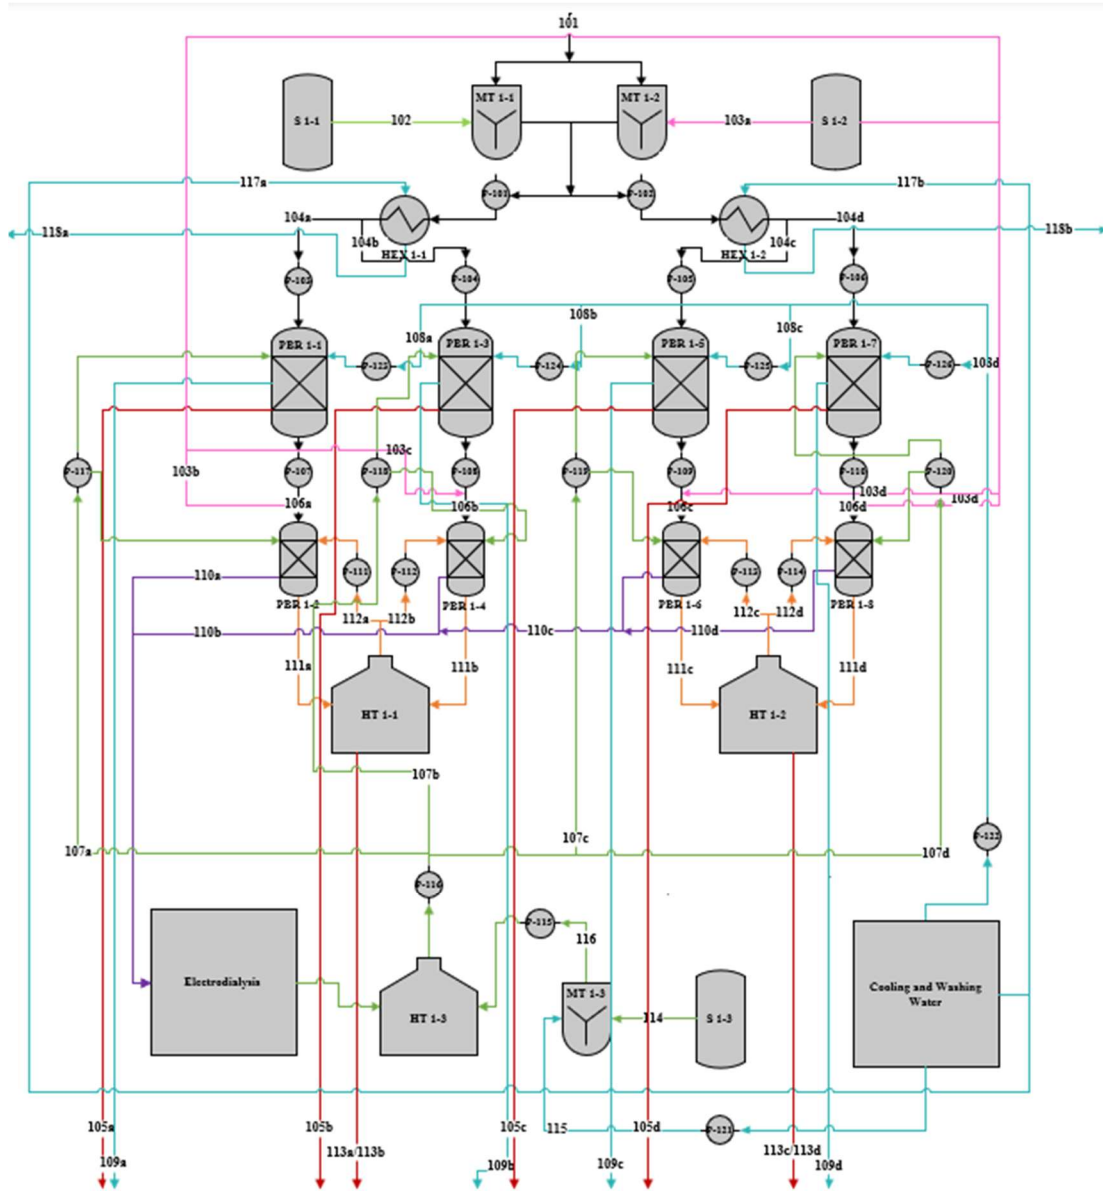 101
MT 1-1
MT 1-2
S 1-1
102
103a
S 1-2
117a
P-101
P-102
117b
104a
104d
118a
104b
104c
118b
HEX 1-1
HEX 1-2
P-103
P-104
P-105
P-106
108b
108a
108c
PBR 1-1
PBR 1-3
PBR 1-5
PBR 1-7
P-123
P-124
P-125
P-126
108d
103c
P-117
103b
P-107
P-118
P-108
P-119
P-109
P-110
P-120
103d
103d
106a
106b
106c
106d
110a
P-111
P-112
P-113
P-114
PBR 1-2
PBR 1-4
PBR 1-6
PBR 1-8
112a
112b
112c
112d
110b
110c
110d
111a
111b
111c
111d
HT 1-1
HT 1-2
107b
107a
107c
107d
P-122
P-116
P-115
116
Electrodialysis
MT 1-3
Cooling and Washing
Water
HT 1-3
114
S 1-3
105a
105b
105c
115
105d
P-121
113a/113b
113c/113d
109a
109b
109c
109d